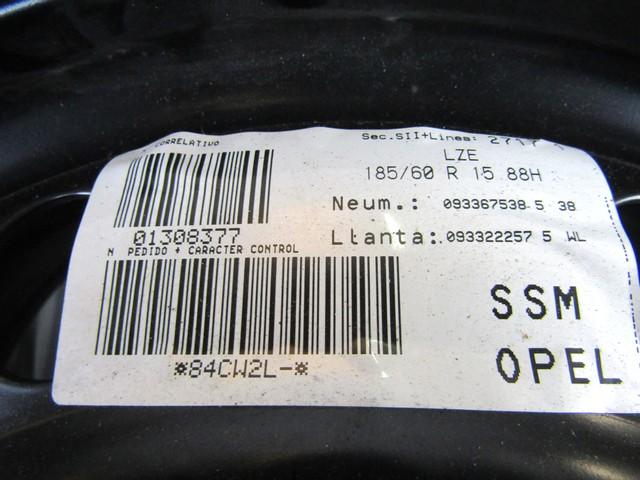 CORRELATIVO
Sec.SII+Linea: 2717
LZE
185/60 R 15 88H
Neum.: 093367538 5 38
01308377
Llanta: 093322257 5 WL
N PEDIDO + CARACTER CONTROL
SSM
*84CW2L-*
OPEL